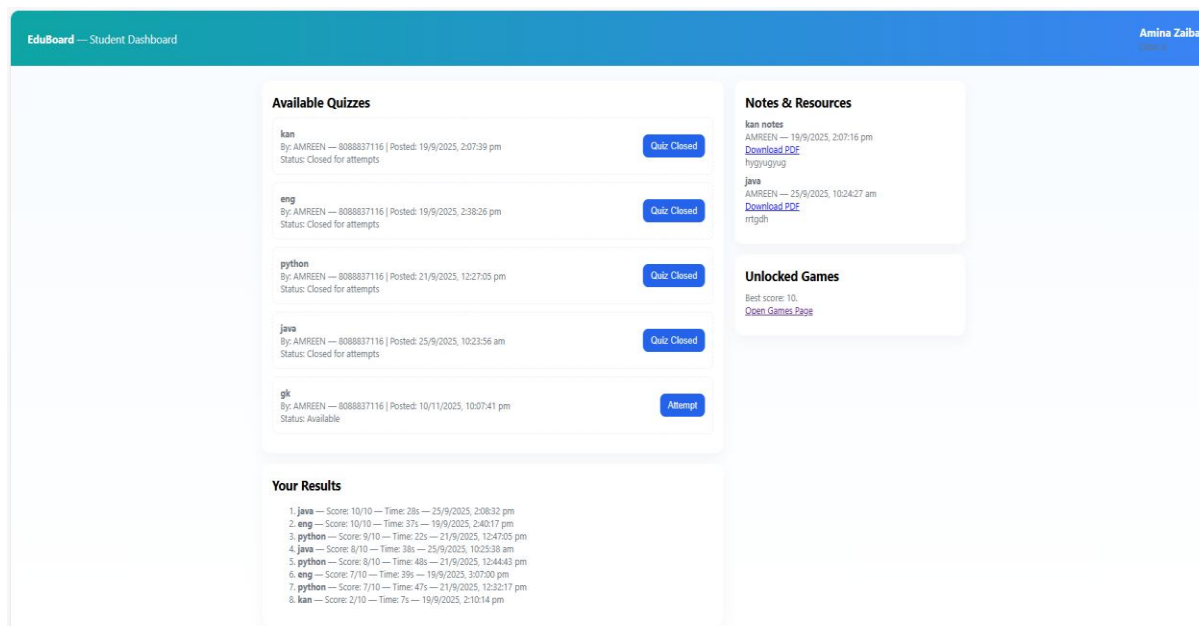 EduBoard — Student Dashboard
Amina Zaiba
Available Quizzes
kan
By: AMREEN — 8088837116 | Posted: 19/9/2025, 2:07:39 pm
Status: Closed for attempts
Quiz Closed
eng
By: AMREEN — 8088837116 | Posted: 19/9/2025, 2:38:26 pm
Status: Closed for attempts
Quiz Closed
python
By: AMREEN — 8088837116 | Posted: 21/9/2025, 12:27:05 pm
Status: Closed for attempts
Quiz Closed
java
By: AMREEN — 8088837116 | Posted: 25/9/2025, 10:23:56 am
Status: Closed for attempts
Quiz Closed
gk
By: AMREEN — 8088837116 | Posted: 10/11/2025, 10:07:41 pm
Status: Available
Attempt
Your Results
1. java — Score: 10/10 — Time: 28s — 25/9/2025, 2:08:32 pm
2. eng — Score: 10/10 — Time: 37s — 19/9/2025, 2:40:17 pm
3. python — Score: 9/10 — Time: 22s — 21/9/2025, 12:47:05 pm
4. java — Score: 8/10 — Time: 38s — 25/9/2025, 10:25:38 am
5. python — Score: 8/10 — Time: 48s — 21/9/2025, 12:44:43 pm
6. eng — Score: 7/10 — Time: 39s — 19/9/2025, 3:07:00 pm
7. python — Score: 7/10 — Time: 47s — 21/9/2025, 12:32:17 pm
8. kan — Score: 2/10 — Time: 7s — 19/9/2025, 2:10:14 pm
Notes & Resources
kan notes
AMREEN — 19/9/2025, 2:07:16 pm
Download PDF
hygyugyug
java
AMREEN — 25/9/2025, 10:24:27 am
Download PDF
rrtgdh
Unlocked Games
Best score: 10.
Open Games Page